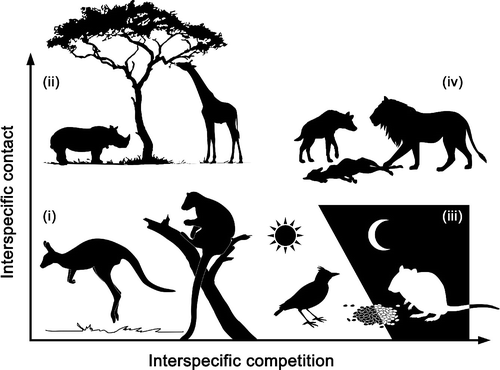 (ii)
(iv)
(i)
(iii)
Interspecific contact
Interspecific competition